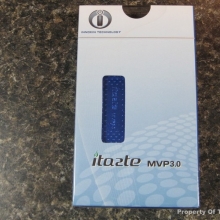 INNOKIN TECHNOLOGY
itaste MVP3.0
Property Of T